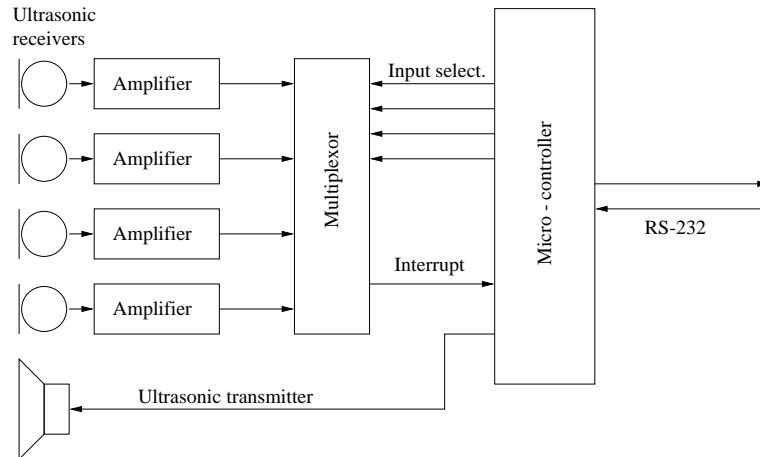 Ultrasonic
receivers
Amplifier
Amplifier
Amplifier
Amplifier
Multiplexor
Input select.
Interrupt
Micro - controller
RS-232
Ultrasonic transmitter